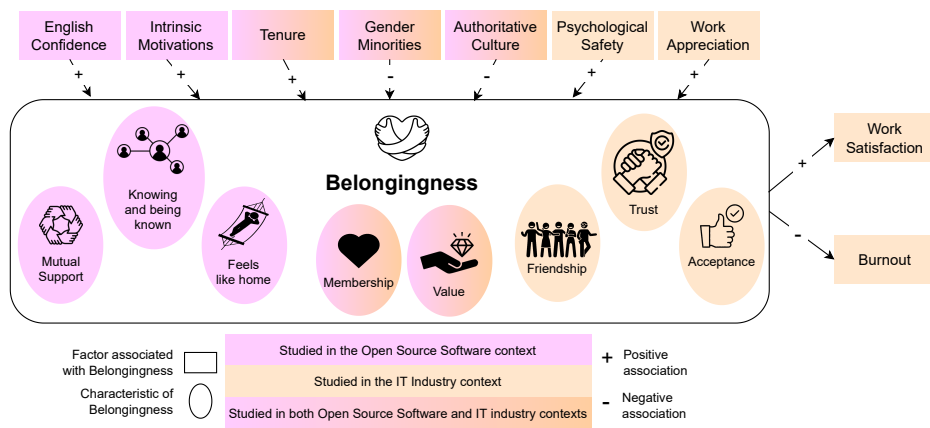 English
Confidence
Intrinsic
Motivations
Tenure
Gender
Minorities
Authoritative
Culture
Psychological
Safety
Work
Appreciation
+
+
+
-
-
+
+
Belongingness
Mutual
Support
Knowing
and being
known
Feels
like home
Membership
Value
Friendship
Trust
Acceptance
+
Work
Satisfaction
-
Burnout
Factor associated
with Belongingness
Characteristic of
Belongingness
Studied in the Open Source Software context
Studied in the IT Industry context
Studied in both Open Source Software and IT industry contexts
+ Positive
association
- Negative
association